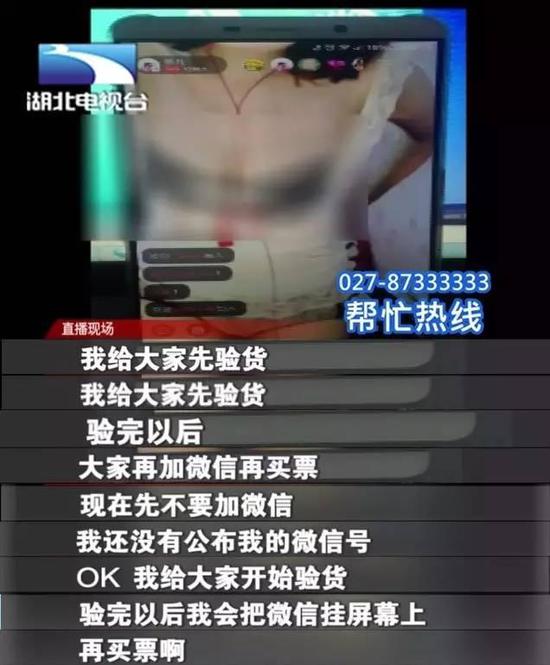 湖北电视台
18%
027-87333333
帮忙热线
直播现场
我给大家先验货
我给大家先验货
验完以后
大家再加微信再买票
现在先不要加微信
我还没有公布我的微信号
OK 我给大家开始验货
验完以后我会把微信挂屏幕上
再买票啊